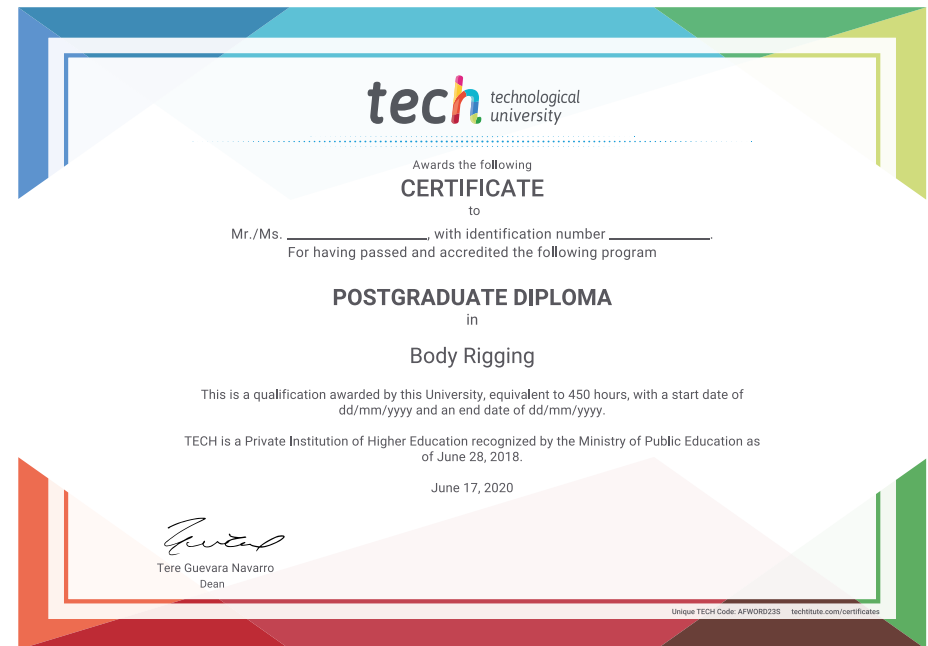 tech technological
university
Awards the following
CERTIFICATE
to
Mr./Ms. ____________________, with identification number ______________.
For having passed and accredited the following program
POSTGRADUATE DIPLOMA
in
Body Rigging
This is a qualification awarded by this University, equivalent to 450 hours, with a start date of
dd/mm/yyyy and an end date of dd/mm/yyyy.
TECH is a Private Institution of Higher Education recognized by the Ministry of Public Education as
of June 28, 2018.
June 17, 2020
Tere Guevara Navarro
Dean
Unique TECH Code: AFWORD23S techtitute.com/certificates